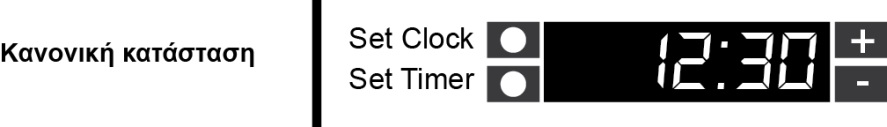 Κανονική κατάσταση
Set Clock
Set Timer
12:30
+
-